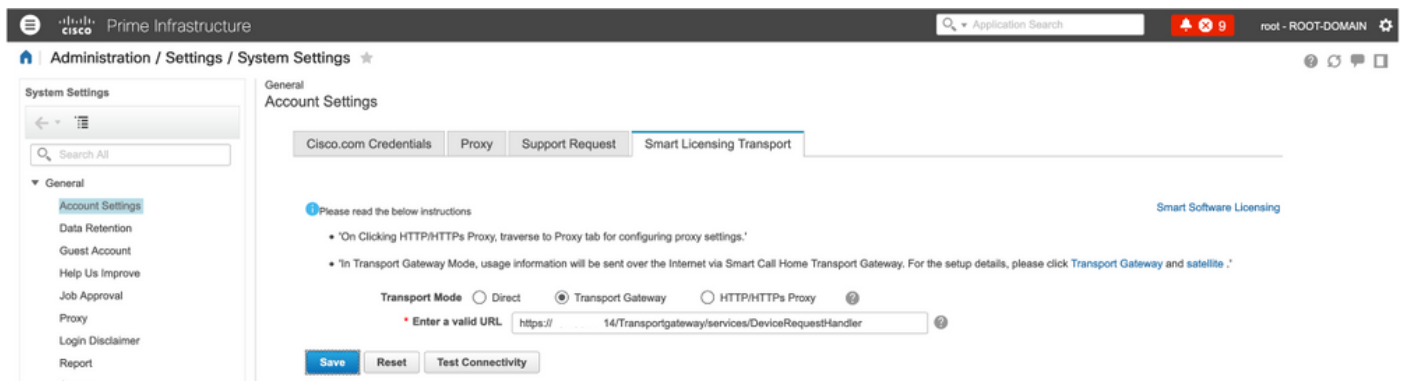 cisco Prime Infrastructure
Application Search
9
root - ROOT-DOMAIN
Administration / Settings / System Settings
System Settings
Search All
General
Account Settings
Data Retention
Guest Account
Help Us Improve
Job Approval
Proxy
Login Disclaimer
Report
General
Account Settings
Cisco.com Credentials
Proxy
Support Request
Smart Licensing Transport
Please read the below instructions
Smart Software Licensing
• 'On Clicking HTTP/HTTPs Proxy, traverse to Proxy tab for configuring proxy settings.'
• 'In Transport Gateway Mode, usage information will be sent over the Internet via Smart Call Home Transport Gateway. For the setup details, please click Transport Gateway and satellite .'
Transport Mode Direct Transport Gateway HTTP/HTTPs Proxy ?
* Enter a valid URL https:// 14/Transportgateway/services/DeviceRequestHandler ?
Save Reset Test Connectivity